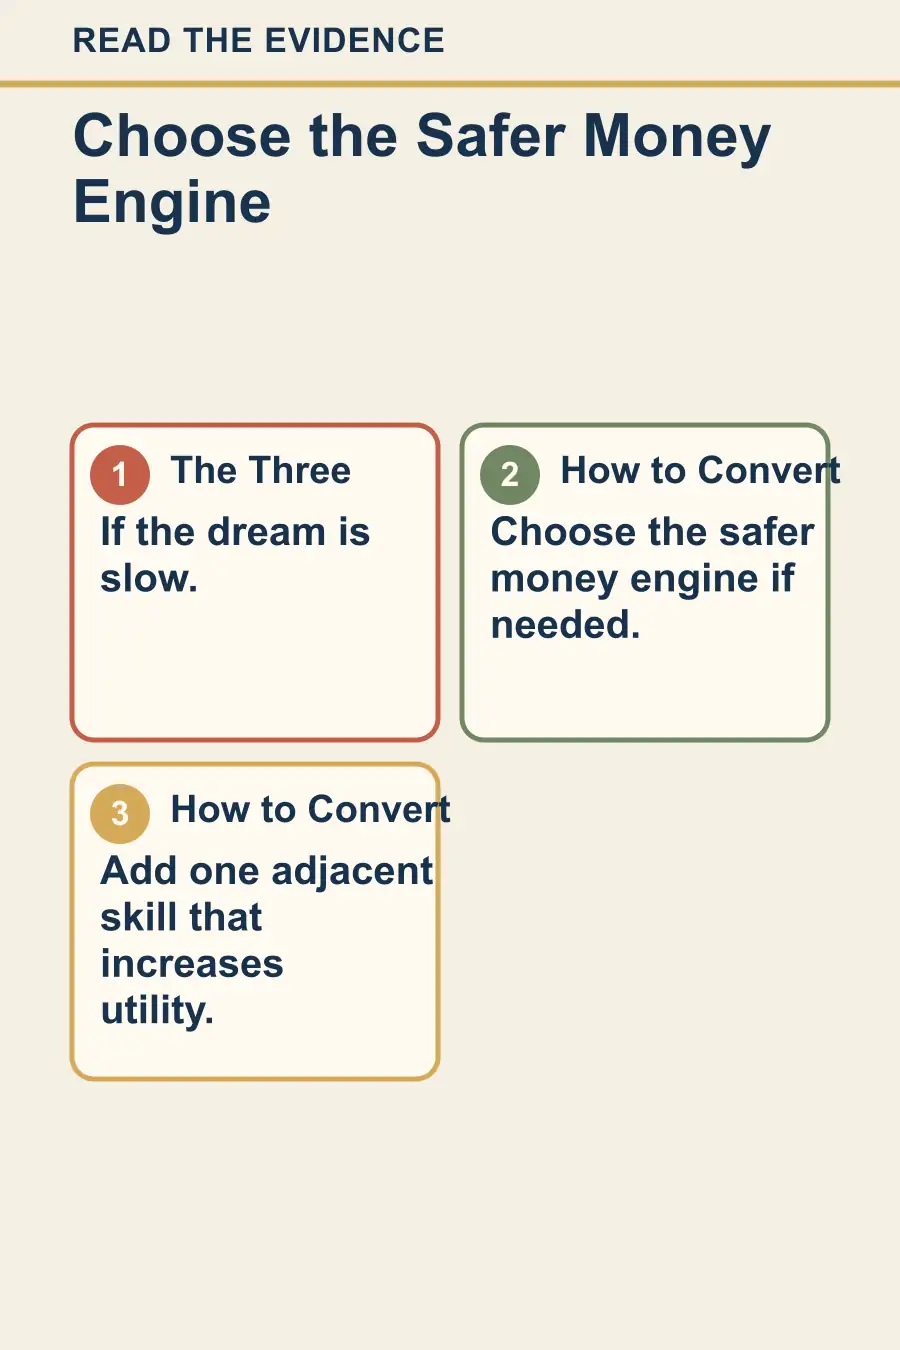 READ THE EVIDENCE
Choose the Safer Money
Engine
1 The Three
If the dream is
slow.
2 How to Convert
Choose the safer
money engine if
needed.
3 How to Convert
Add one adjacent
skill that
increases
utility.